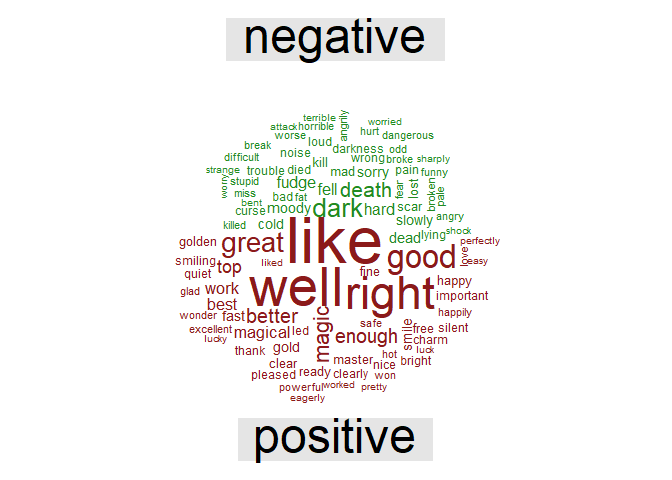 negative
terrible
angrily
worried
attack horrible
hurt dangerous
worse
break loud darkness odd
noise wrong broke sharply
difficult kill
strange trouble died mad sorry pain funny
worry stupid fudge fell death fear lost broken pale
miss bad fat
bent moody dark hard scar angry
curse slowly
killed cold like dead lying shock
golden great perfectly
smiling liked good love easy
quiet top fine
glad work well right happy
best important
wonder fast better magic safe happily
excellent magical led enough smile free silent
lucky charm
thank gold hot luck
clear master nice bright
pleased ready clearly won
powerful worked pretty
eagerly
positive